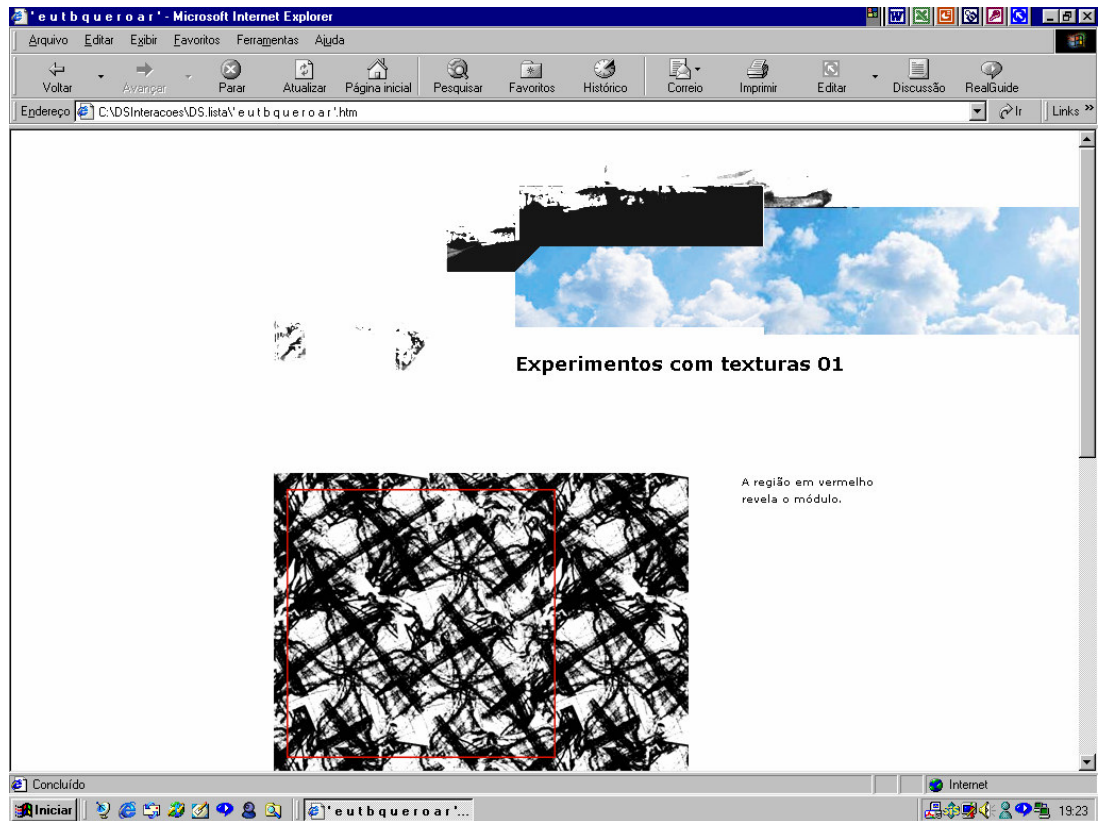 ' e u t b q u e r o a r ' - Microsoft Internet Explorer
Arquivo Editar Exibir Favoritos Ferramentas Ajuda
Voltar Avançar Parar Atualizar Página inicial Pesquisar Favoritos Histórico Correio Imprimir Editar Discussão RealGuide
Endereço C:\DSInteracoes\DS.lista\' e u t b q u e r o a r '.htm Ir Links »
Experimentos com texturas 01
A região em vermelho
revela o módulo.
Concluído Internet
Iniciar ' e u t b q u e r o a r '... 19:23